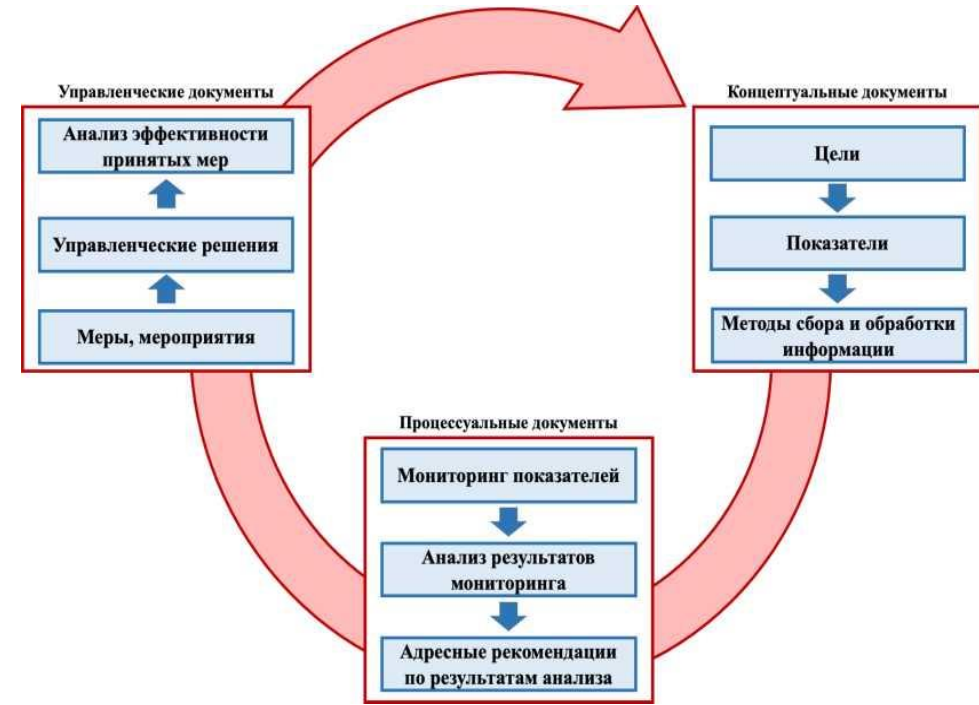 Управленческие документы
Анализ эффективности
принятых мер
Управленческие решения
Меры, мероприятия
Концептуальные документы
Цели
Показатели
Методы сбора и обработки
информации
Процессуальные документы
Мониторинг показателей
Анализ результатов
мониторинга
Адресные рекомендации
по результатам анализа